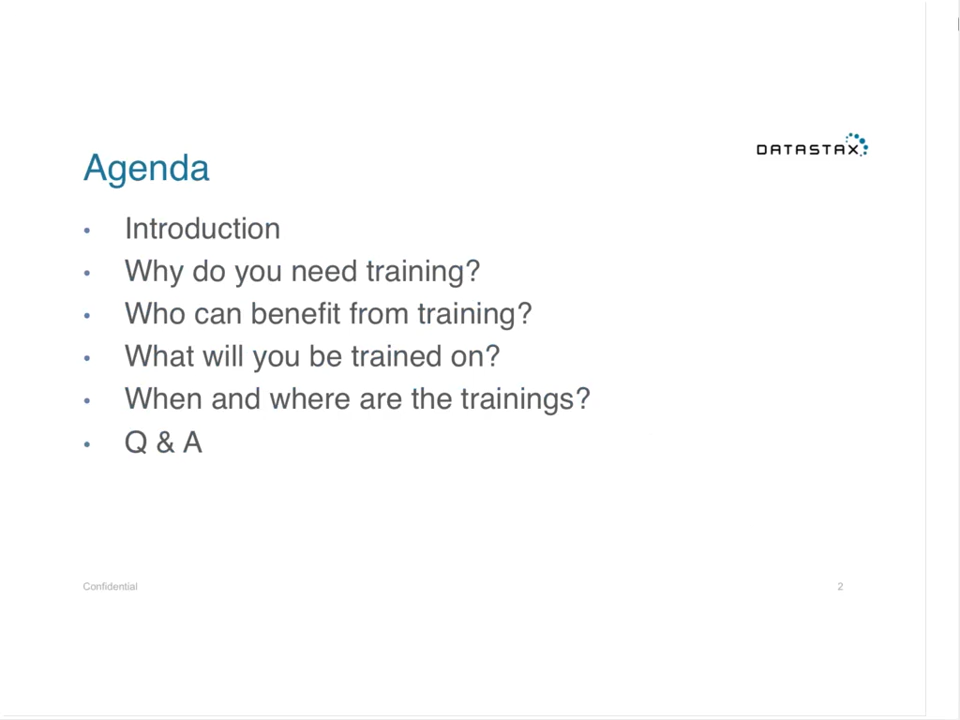 DATASTAX
Agenda
• Introduction
• Why do you need training?
• Who can benefit from training?
• What will you be trained on?
• When and where are the trainings?
• Q & A
Confidential
2